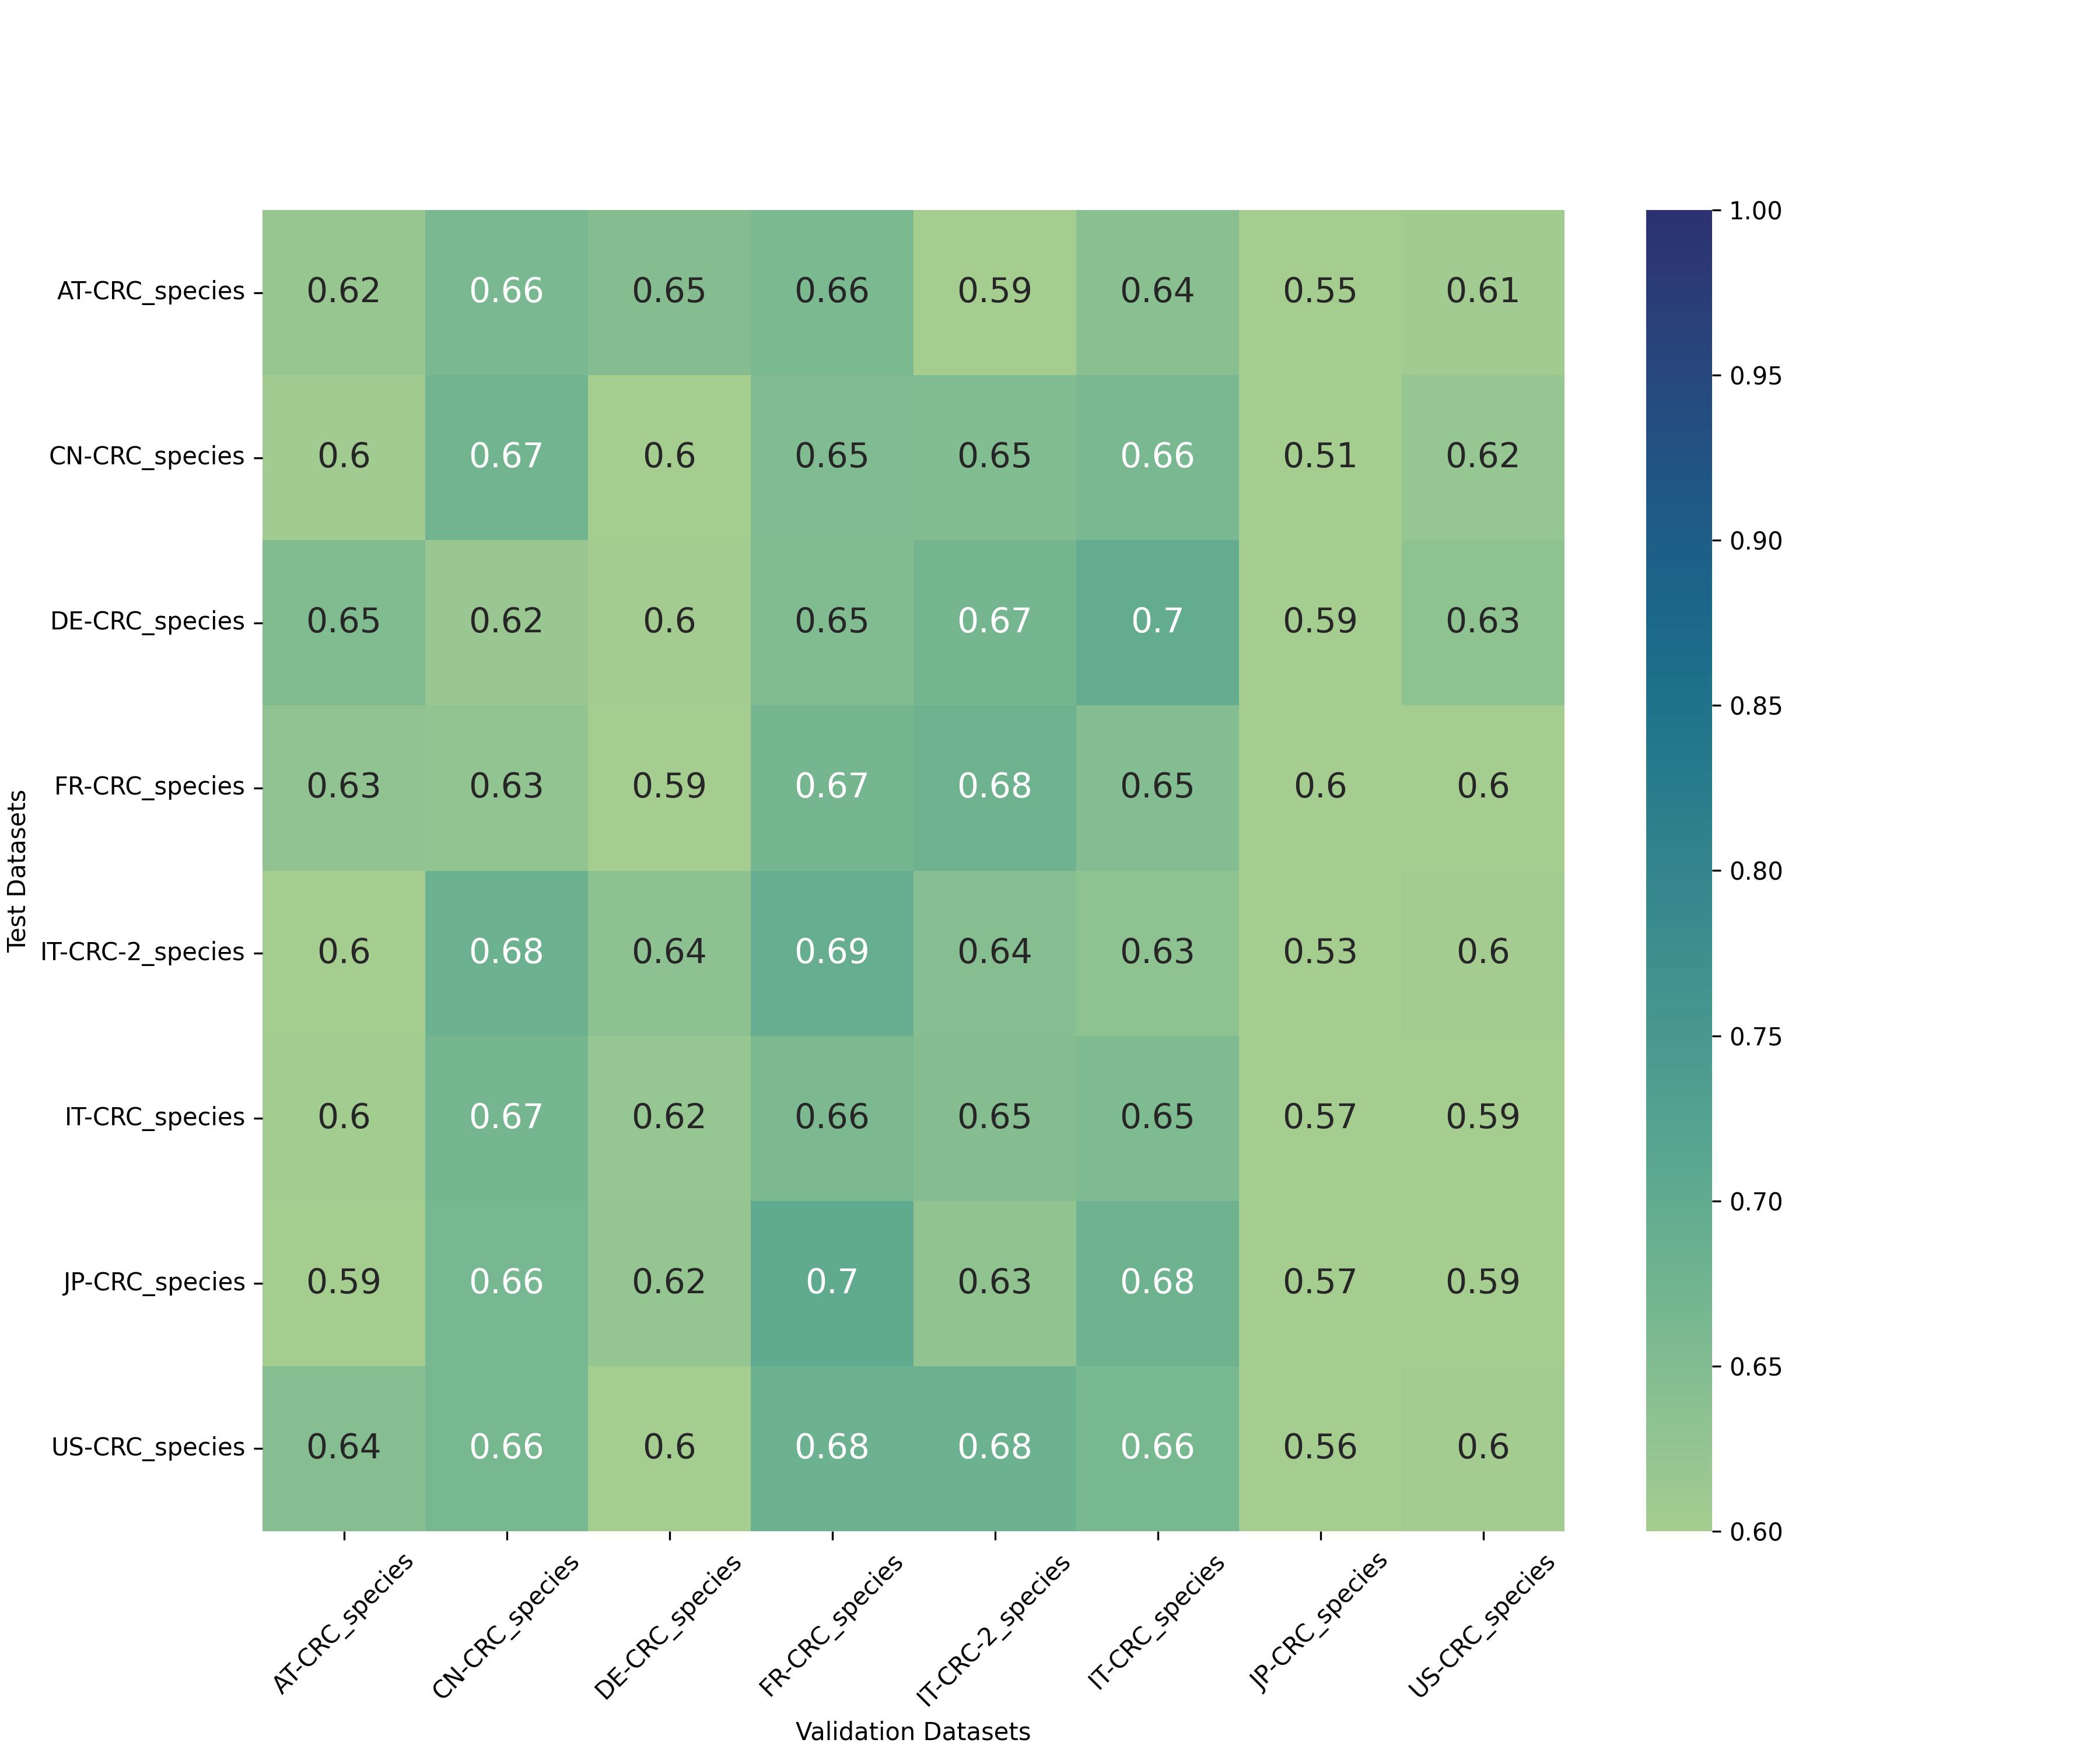 AT-CRC_species 0.62 0.66 0.65 0.66 0.59 0.64 0.55 0.61
CN-CRC_species 0.6 0.67 0.6 0.65 0.65 0.66 0.51 0.62
DE-CRC_species 0.65 0.62 0.6 0.65 0.67 0.7 0.59 0.63
FR-CRC_species 0.63 0.63 0.59 0.67 0.68 0.65 0.6 0.6
IT-CRC-2_species 0.6 0.68 0.64 0.69 0.64 0.63 0.53 0.6
IT-CRC_species 0.6 0.67 0.62 0.66 0.65 0.65 0.57 0.59
JP-CRC_species 0.59 0.66 0.62 0.7 0.63 0.68 0.57 0.59
US-CRC_species 0.64 0.66 0.6 0.68 0.68 0.66 0.56 0.6
Test Datasets
AT-CRC_species
CN-CRC_species
DE-CRC_species
FR-CRC_species
IT-CRC-2_species
IT-CRC_species
JP-CRC_species
US-CRC_species
Validation Datasets
1.00
0.95
0.90
0.85
0.80
0.75
0.70
0.65
0.60